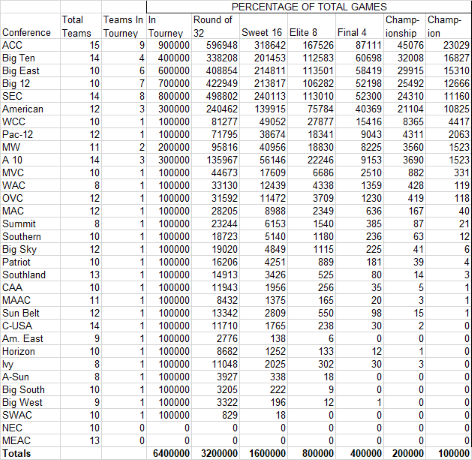 PERCENTAGE OF TOTAL GAMES
Total Teams In In Round of Champ- Champ-
Conference Teams Tourney Tourney 32 Sweet 16 Elite 8 Final 4 ionship ion
ACC 15 9 900000 596948 318642 167526 87111 45076 23029
Big Ten 14 4 400000 338208 201453 112583 60698 32008 16827
Big East 10 6 600000 408854 214811 113501 58419 29915 15310
Big 12 10 7 700000 422949 213817 106282 52198 25492 12666
SEC 14 8 800000 498802 240113 113010 52300 24310 11160
American 12 3 300000 240462 139915 75784 40369 21104 10825
WCC 10 1 100000 81277 49052 27877 15416 8365 4417
Pac-12 12 1 100000 71795 38674 18341 9043 4311 2063
MW 11 2 200000 95816 40956 18830 8225 3560 1523
A 10 14 3 300000 135967 56146 22246 9153 3690 1523
MVC 10 1 100000 44673 17609 6686 2510 882 331
WAC 8 1 100000 33130 12439 4338 1359 428 119
OVC 12 1 100000 31592 11472 3709 1230 419 118
MAC 12 1 100000 28205 8988 2349 636 167 40
Summit 8 1 100000 23244 6153 1540 385 87 21
Southern 10 1 100000 18723 5140 1180 236 63 12
Big Sky 12 1 100000 19020 4849 1115 225 41 6
Patriot 10 1 100000 16206 4251 889 181 39 4
Southland 13 1 100000 14913 3426 525 80 14 3
CAA 10 1 100000 11943 1956 256 35 5 1
MAAC 11 1 100000 8432 1375 165 20 3 1
Sun Belt 12 1 100000 13342 2809 550 98 15 1
C-USA 14 1 100000 11710 1765 238 30 2 0
Am. East 9 1 100000 2776 138 6 0 0 0
Horizon 10 1 100000 8682 1252 133 12 1 0
Ivy 8 1 100000 11048 2025 302 30 3 0
A-Sun 8 1 100000 3927 338 18 0 0 0
Big South 10 1 100000 3205 222 9 0 0 0
Big West 9 1 100000 3322 196 12 1 0 0
SWAC 10 1 100000 829 18 0 0 0 0
NEC 10 0 0 0 0 0 0 0 0
MEAC 13 0 0 0 0 0 0 0 0
Totals 6400000 3200000 1600000 800000 400000 200000 100000